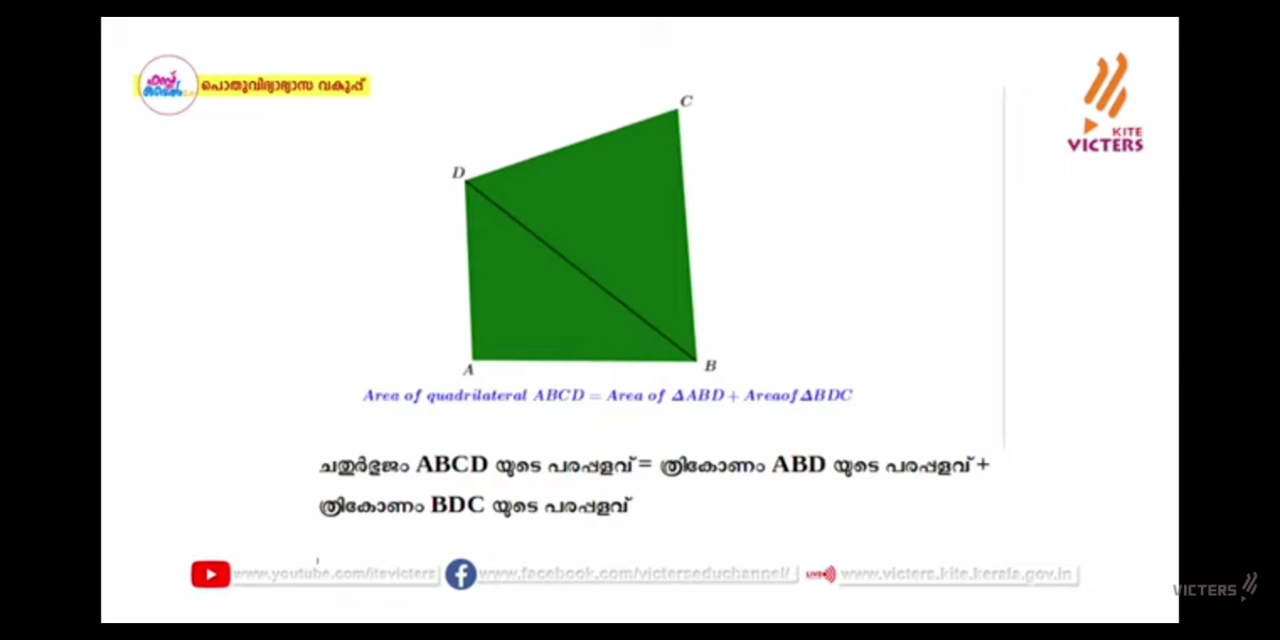 പൊതുവിദ്യാഭ്യാസ വകുപ്പ്
KITE
VICTERS
C
D
A
B
Area of quadrilateral ABCD = Area of ΔABD + Areaof ΔBDC
ചതുർഭുജം ABCD യുടെ പരപ്പളവ് = ത്രികോണം ABD യുടെ പരപ്പളവ് +
ത്രികോണം BDC യുടെ പരപ്പളവ്
www.youtube.com/itsvicters www.facebook.com/victerseduchannel/ LIVE www.victers.kite.kerala.gov.in
VICTERS